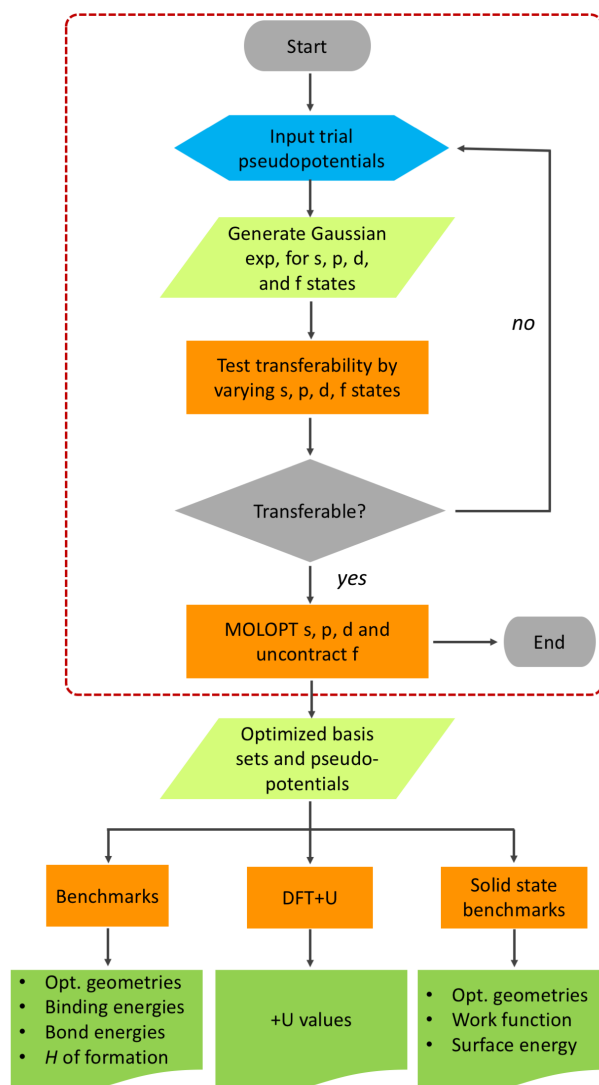 Start
Input trial
pseudopotentials
Generate Gaussian
exp, for s, p, d,
and f states
no
Test transferability by
varying s, p, d, f states
Transferable?
yes
MOLOPT s, p, d and
uncontract f
End
Optimized basis
sets and pseudo-
potentials
Benchmarks
DFT+U
Solid state
benchmarks
• Opt. geometries
• Binding energies
• Bond energies
• H of formation
+U values
• Opt. geometries
• Work function
• Surface energy